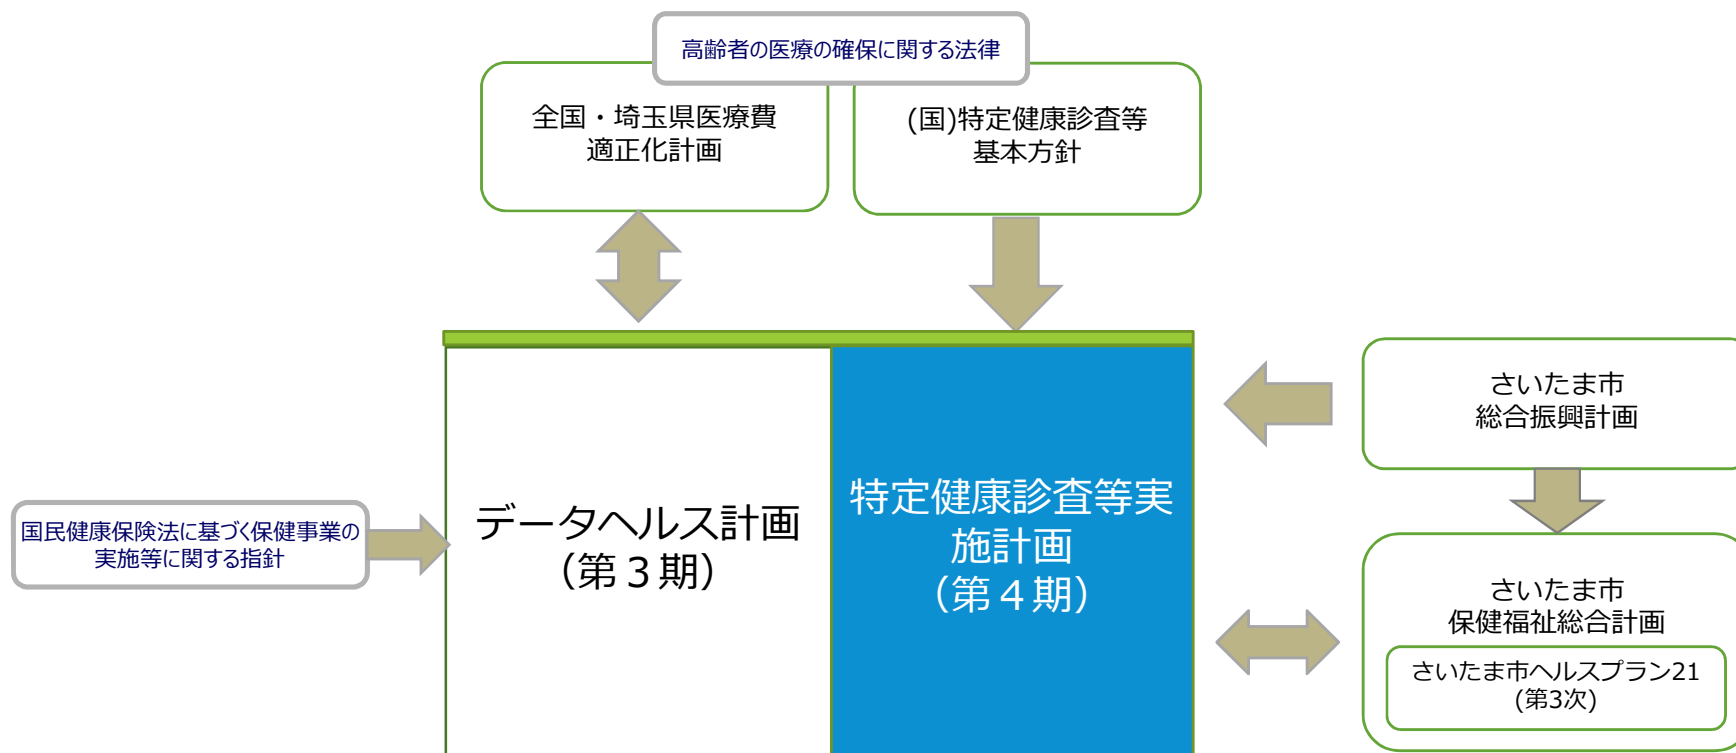 高齢者の医療の確保に関する法律
全国・埼玉県医療費
適正化計画
(国)特定健康診査等
基本方針
さいたま市
総合振興計画
国民健康保険法に基づく保健事業の
実施等に関する指針
データヘルス計画
（第３期）
特定健康診査等実
施計画
（第４期）
さいたま市
保健福祉総合計画
さいたま市ヘルスプラン21
(第3次)